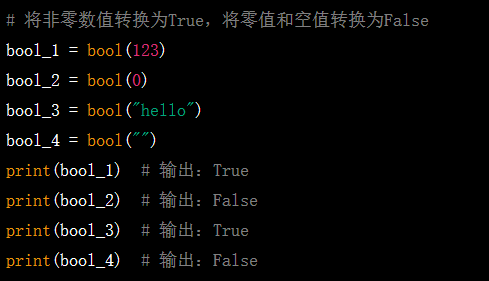 # 将非零数值转换为True，将零值和空值转换为False
bool_1 = bool(123)
bool_2 = bool(0)
bool_3 = bool("hello")
bool_4 = bool("")
print(bool_1)  # 输出：True
print(bool_2)  # 输出：False
print(bool_3)  # 输出：True
print(bool_4)  # 输出：False